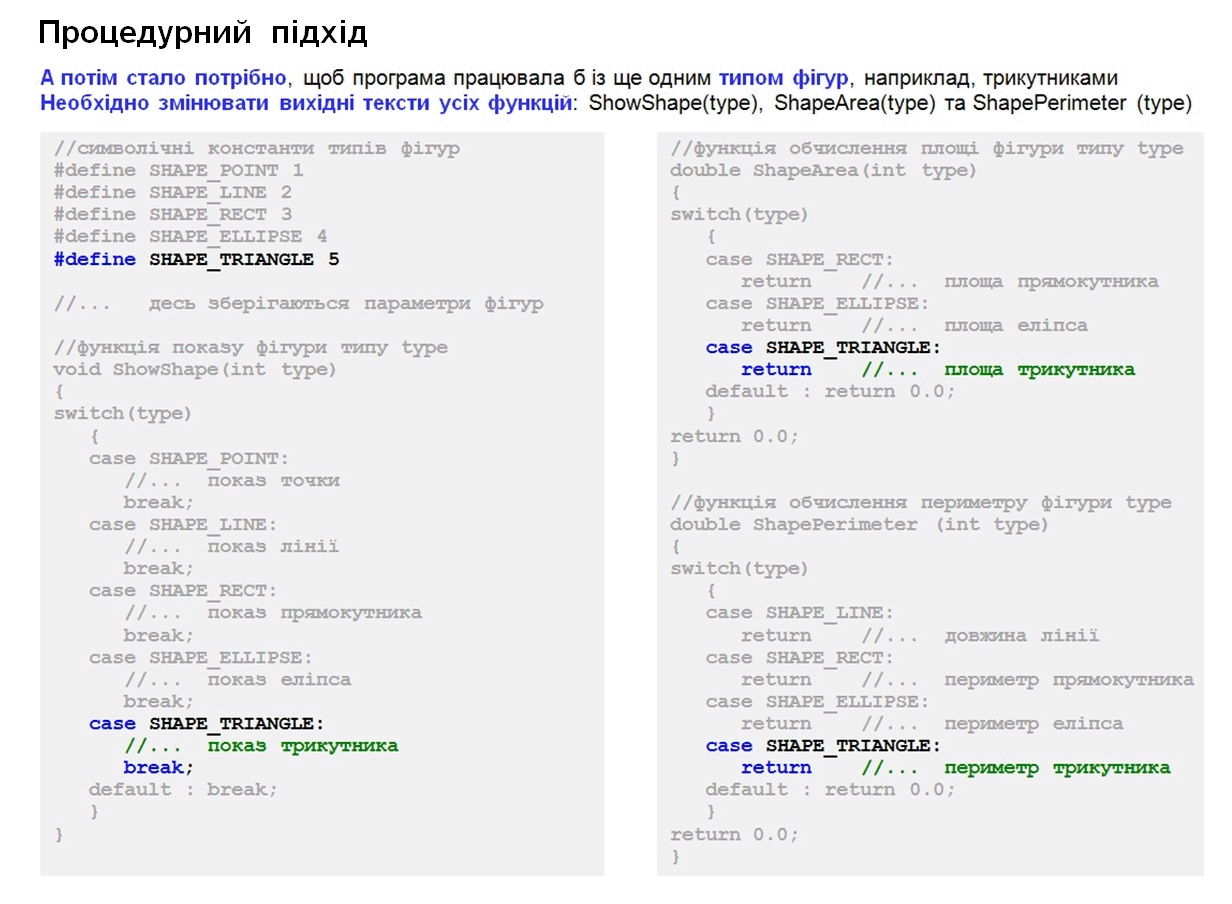 Процедурний підхід
А потім стало потрібно, щоб програма працювала б із ще одним типом фігур, наприклад, трикутниками
Необхідно змінювати вихідні тексти усіх функцій: ShowShape(type), ShapeArea(type) та ShapePerimeter (type)
//символічні константи типів фігур
#define SHAPE_POINT 1
#define SHAPE_LINE 2
#define SHAPE_RECT 3
#define SHAPE_ELLIPSE 4
#define SHAPE_TRIANGLE 5
//... десь зберігаються параметри фігур
//функція показу фігури типу type
void ShowShape(int type)
{
switch(type)
{
case SHAPE_POINT:
//... показ точки
break;
case SHAPE_LINE:
//... показ лінії
break;
case SHAPE_RECT:
//... показ прямокутника
break;
case SHAPE_ELLIPSE:
//... показ еліпса
break;
case SHAPE_TRIANGLE:
//... показ трикутника
break;
default : break;
}
}
//функція обчислення площі фігури типу type
double ShapeArea(int type)
{
switch(type)
{
case SHAPE_RECT:
return //... площа прямокутника
case SHAPE_ELLIPSE:
return //... площа еліпса
case SHAPE_TRIANGLE:
return //... площа трикутника
default : return 0.0;
}
return 0.0;
}
//функція обчислення периметру фігури type
double ShapePerimeter (int type)
{
switch(type)
{
case SHAPE_LINE:
return //... довжина лінії
case SHAPE_RECT:
return //... периметр прямокутника
case SHAPE_ELLIPSE:
return //... периметр еліпса
case SHAPE_TRIANGLE:
return //... периметр трикутника
default : return 0.0;
}
return 0.0;
}